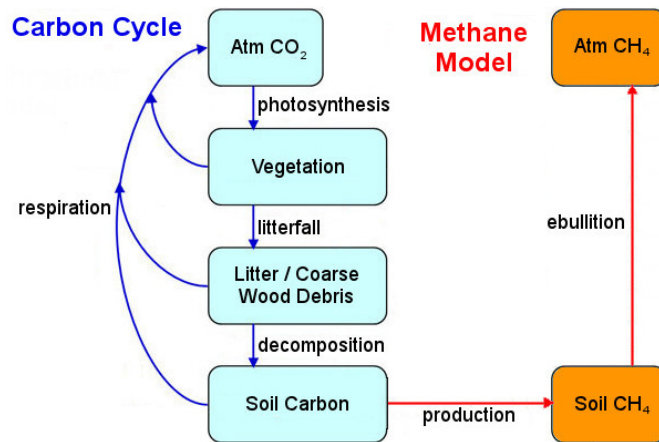 Carbon Cycle
Atm CO₂
photosynthesis
Vegetation
respiration
litterfall
Litter / Coarse
Wood Debris
decomposition
Soil Carbon
production
Methane
Model
Atm CH₄
ebullition
Soil CH₄